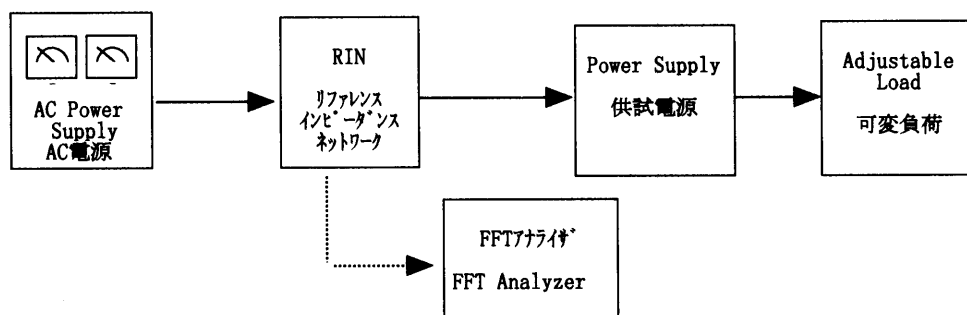 AC Power
Supply
AC電源
RIN
リファレンス
インピーダンス
ネットワーク
Power Supply
供試電源
Adjustable
Load
可変負荷
FFTアナライザ
FFT Analyzer